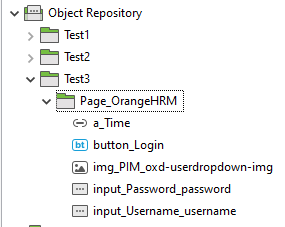 Object Repository
Test1
Test2
Test3
Page_OrangeHRM
a_Time
bt button_Login
img_PIM_oxd-userdropdown-img
input_Password_password
input_Username_username